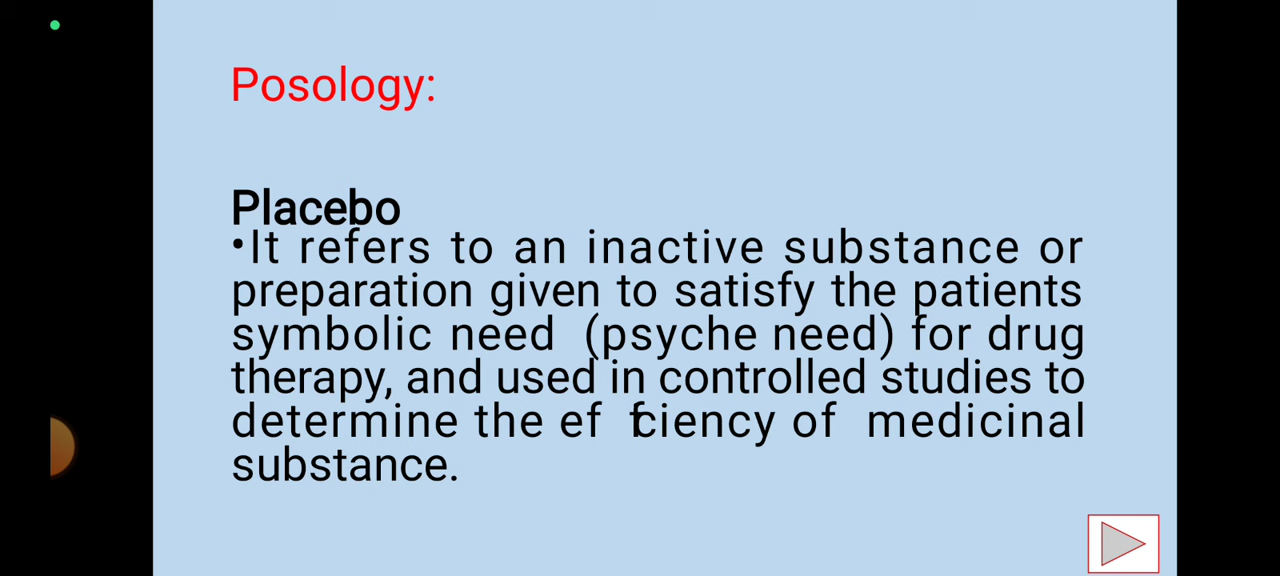 Posology:
Placebo
•It refers to an inactive substance or
preparation given to satisfy the patients
symbolic need (psyche need) for drug
therapy, and used in controlled studies to
determine the ef fciency of medicinal
substance.